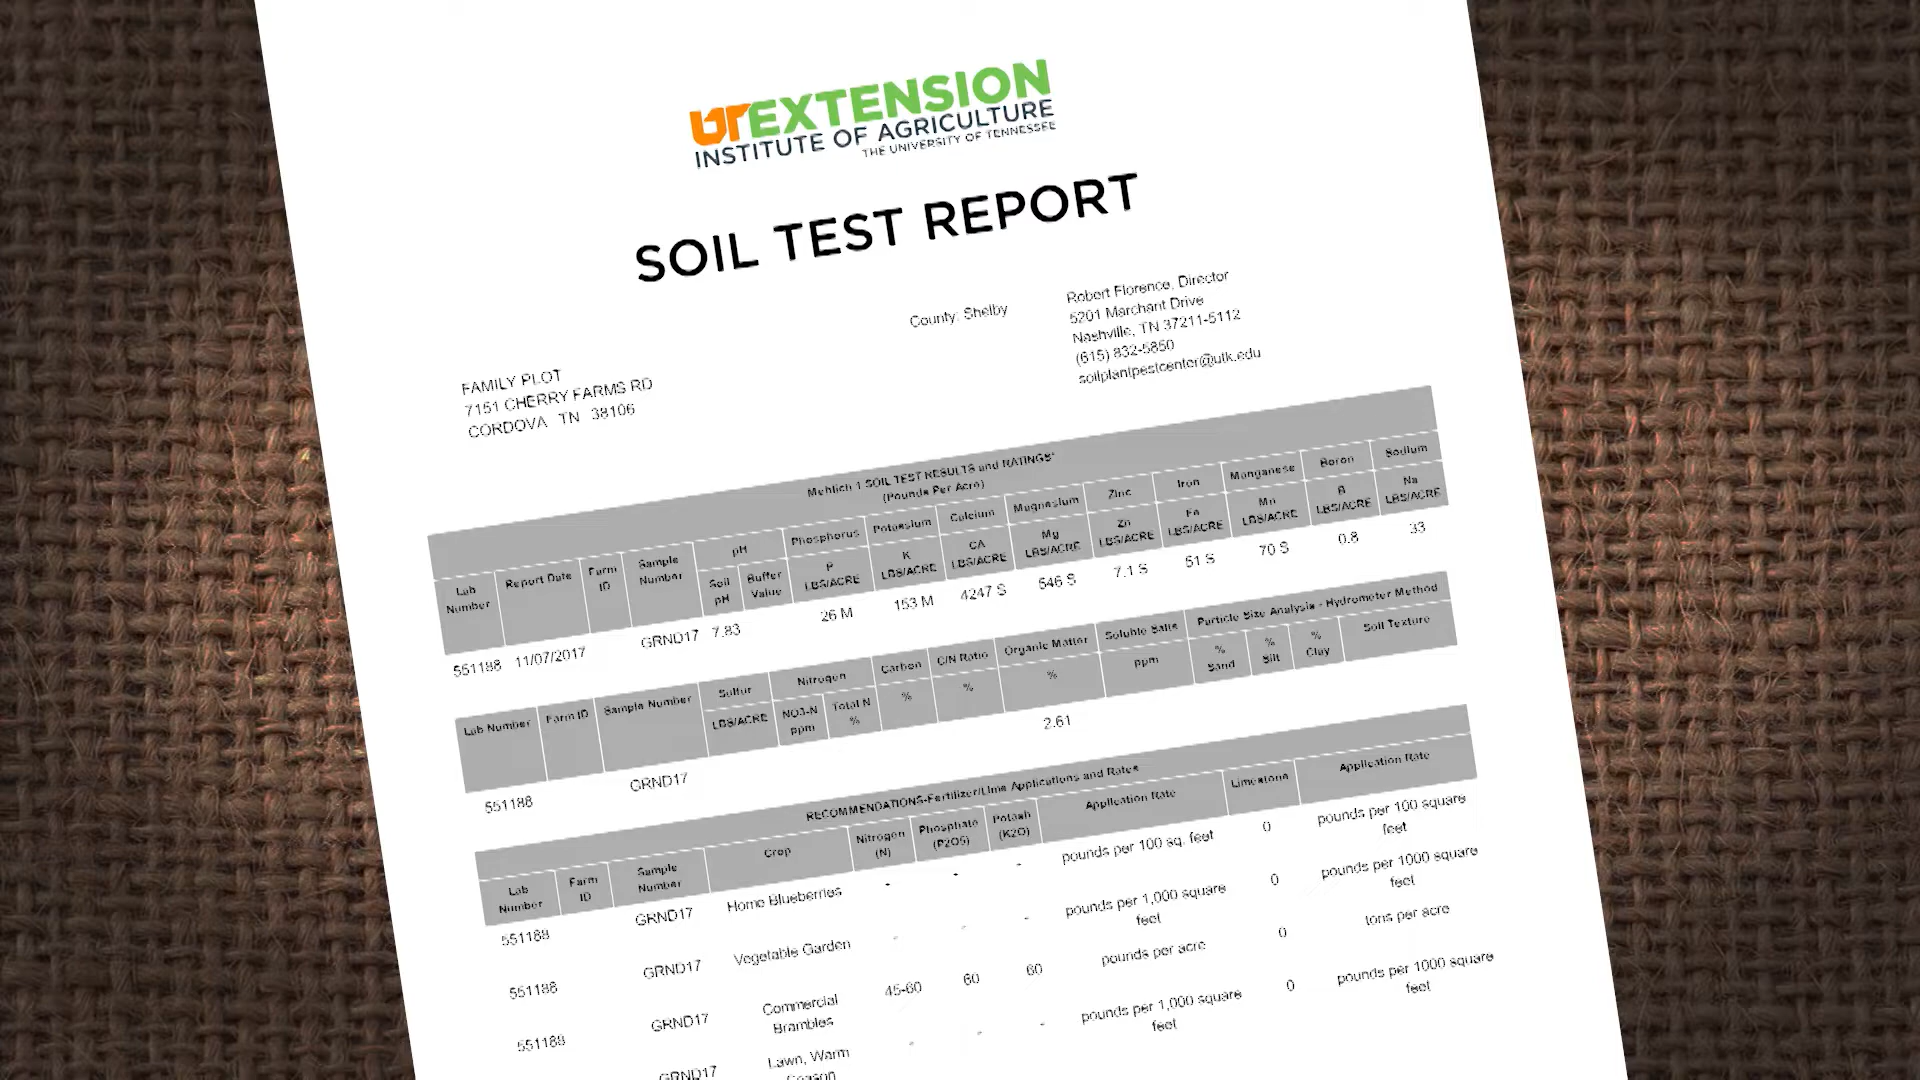 UTEXTENSION
INSTITUTE OF AGRICULTURE
THE UNIVERSITY OF TENNESSEE
SOIL TEST REPORT
County: Shelby
Robert Florence, Director
5201 Marchant Drive
Nashville, TN 37211-5112
(615) 832-5850
soilplantpestcenter@utk.edu
FAMILY PLOT
7151 CHERRY FARMS RD
CORDOVA TN 38106
Mehlich 1 SOIL TEST RESULTS and RATINGS*
(Pounds Per Acre)
Lab Number Report Date Farm ID Sample Number pH Phosphorus Potassium Calcium Magnesium Zinc Iron Manganese Boron Sodium
Soil pH Buffer Value P LBS/ACRE K LBS/ACRE CA LBS/ACRE Mg LBS/ACRE Zn LBS/ACRE Fe LBS/ACRE Mn LBS/ACRE B LBS/ACRE Na LBS/ACRE
551188 11/07/2017 GRND17 7.83 26 M 153 M 4247 S 546 S 7.1 S 51 S 70 S 0.8 33
Lab Number Farm ID Sample Number Sulfur Nitrogen Carbon C/N Ratio Organic Matter Soluble Salts Particle Size Analysis - Hydrometer Method
LBS/ACRE NO3-N ppm Total N % % % % ppm % Sand % Silt % Clay Soil Texture
551188 GRND17 2.61
RECOMMENDATIONS-Fertilizer/Lime Applications and Rates
Lab Number Farm ID Sample Number Crop Nitrogen (N) Phosphate (P2O5) Potash (K2O) Application Rate Limestone Application Rate
551188 GRND17 Home Blueberries - - - pounds per 100 sq. feet 0 pounds per 100 square feet
551188 GRND17 Vegetable Garden - - - pounds per 1,000 square feet 0 pounds per 1000 square feet
551188 GRND17 Commercial Brambles 45-60 60 60 pounds per acre 0 tons per acre
GRND17 Lawn, Warm Season - - - pounds per 1,000 square feet 0 pounds per 1000 square feet